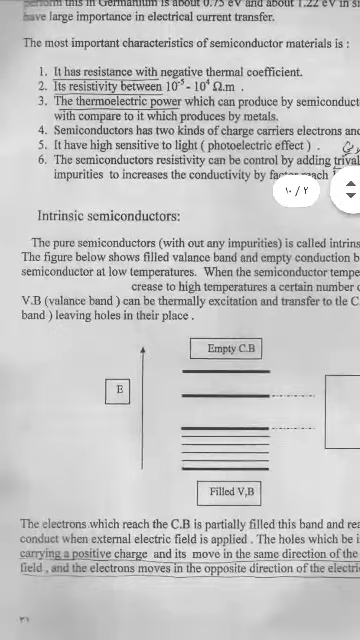 perform this in Germanium is about 0.75 eV and about 1.22 eV in si
have large importance in electrical current transfer.
The most important characteristics of semiconductor materials is :
1. It has resistance with negative thermal coefficient.
2. Its resistivity between 10⁻⁵ - 10⁴ Ω.m .
3. The thermoelectric power which can produce by semiconduct
with compare to it which produces by metals.
4. Semiconductors has two kinds of charge carriers electrons and
5. It have high sensitive to light ( photoelectric effect ) .
6. The semiconductors resistivity can be control by adding trival
impurities to increases the conductivity by factor reach
١٠ / ٢
Intrinsic semiconductors:
The pure semiconductors (with out any impurities) is called intrins
The figure below shows filled valance band and empty conduction b
semiconductor at low temperatures. When the semiconductor tempe
crease to high temperatures a certain number o
V.B (valance band ) can be thermally excitation and transfer to the C
band ) leaving holes in their place .
Empty C.B
E
Filled V,B
The electrons which reach the C.B is partially filled this band and rea
conduct when external electric field is applied . The holes which be i
carrying a positive charge and its move in the same direction of the
field , and the electrons moves in the opposite direction of the electri
٣٦